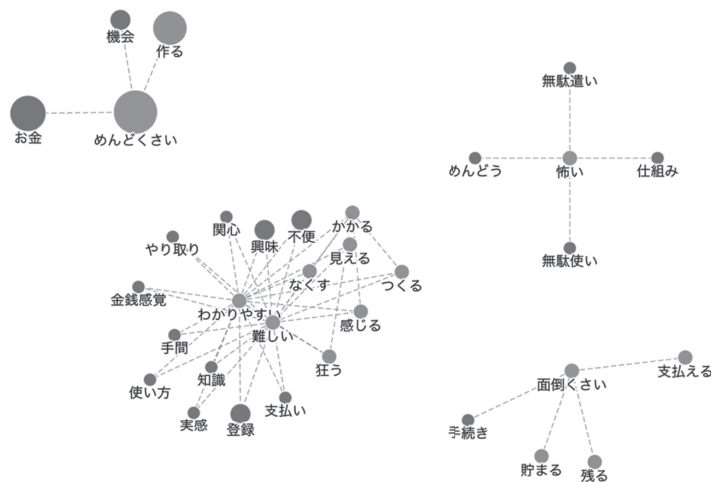 機会
作る
お金
めんどくさい
無駄遣い
めんどう
怖い
仕組み
無駄使い
関心
興味
不便
かかる
やり取り
見える
なくす
つくる
金銭感覚
わかりやすい
感じる
難しい
手間
狂う
使い方
知識
実感
登録
支払い
面倒くさい
支払える
手続き
貯まる
残る